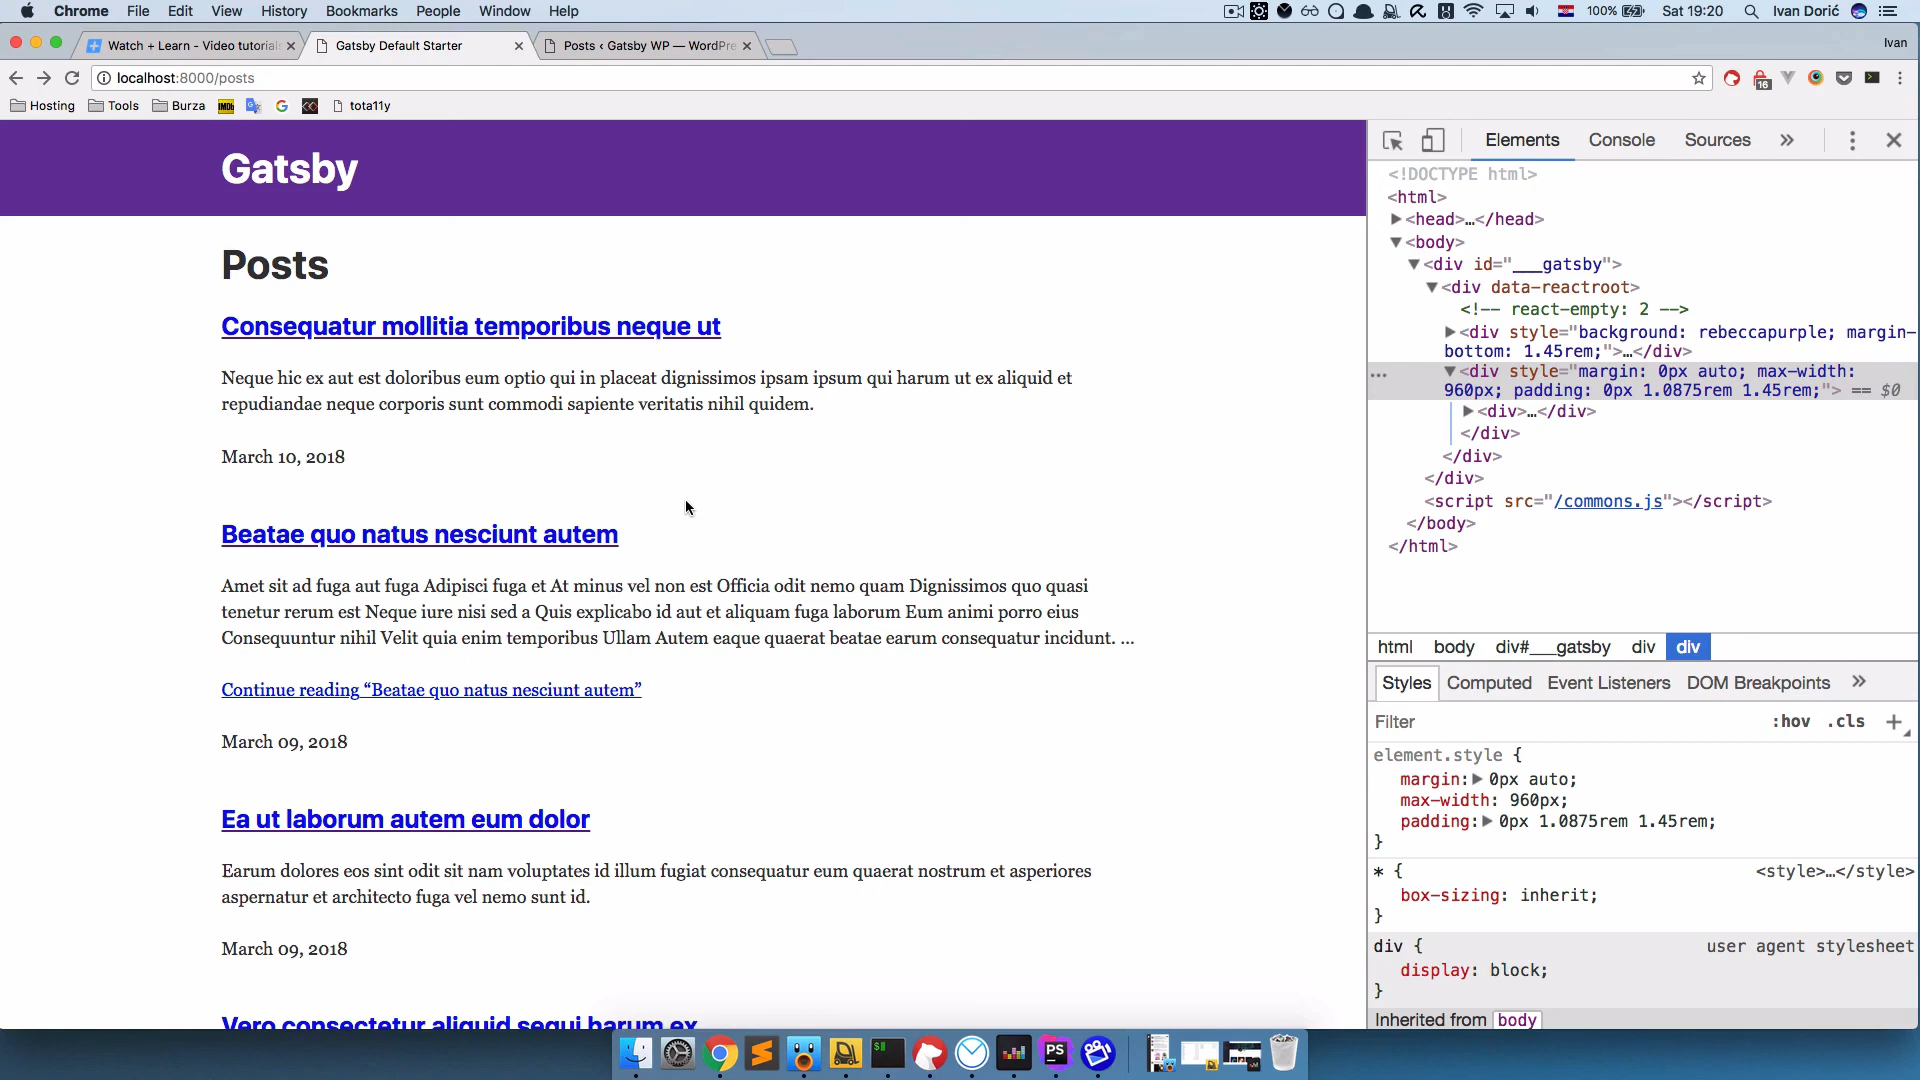 Chrome File Edit View History Bookmarks People Window Help 100% Sat 19:20 Ivan Dorić
Watch + Learn - Video tutorials Gatsby Default Starter Posts ‹ Gatsby WP — WordPre Ivan
localhost:8000/posts 16
Hosting Tools Burza IMDb tota11y
Gatsby
Posts
Consequatur mollitia temporibus neque ut
Neque hic ex aut est doloribus eum optio qui in placeat dignissimos ipsam ipsum qui harum ut ex aliquid et
repudiandae neque corporis sunt commodi sapiente veritatis nihil quidem.
March 10, 2018
Beatae quo natus nesciunt autem
Amet sit ad fuga aut fuga Adipisci fuga et At minus vel non est Officia odit nemo quam Dignissimos quo quasi
tenetur rerum est Neque iure nisi sed a Quis explicabo id aut et aliquam fuga laborum Eum animi porro eius
Consequuntur nihil Velit quia enim temporibus Ullam Autem eaque quaerat beatae earum consequatur incidunt. …
Continue reading “Beatae quo natus nesciunt autem”
March 09, 2018
Ea ut laborum autem eum dolor
Earum dolores eos sint odit sit nam voluptates id illum fugiat consequatur eum quaerat nostrum et asperiores
aspernatur et architecto fuga vel nemo sunt id.
March 09, 2018
Vero consectetur aliquid sequi harum ex
Elements Console Sources »
<!DOCTYPE html>
<html>
<head>…</head>
<body>
<div id="___gatsby">
<div data-reactroot>
<!-- react-empty: 2 -->
<div style="background: rebeccapurple; margin-
bottom: 1.45rem;">…</div>
<div style="margin: 0px auto; max-width:
960px; padding: 0px 1.0875rem 1.45rem;"> == $0
<div>…</div>
</div>
</div>
</div>
<script src="/commons.js"></script>
</body>
</html>
html body div#___gatsby div div
Styles Computed Event Listeners DOM Breakpoints »
Filter :hov .cls +
element.style {
margin: 0px auto;
max-width: 960px;
padding: 0px 1.0875rem 1.45rem;
}
* { <style>…</style>
box-sizing: inherit;
}
div { user agent stylesheet
display: block;
}
Inherited from body
PS